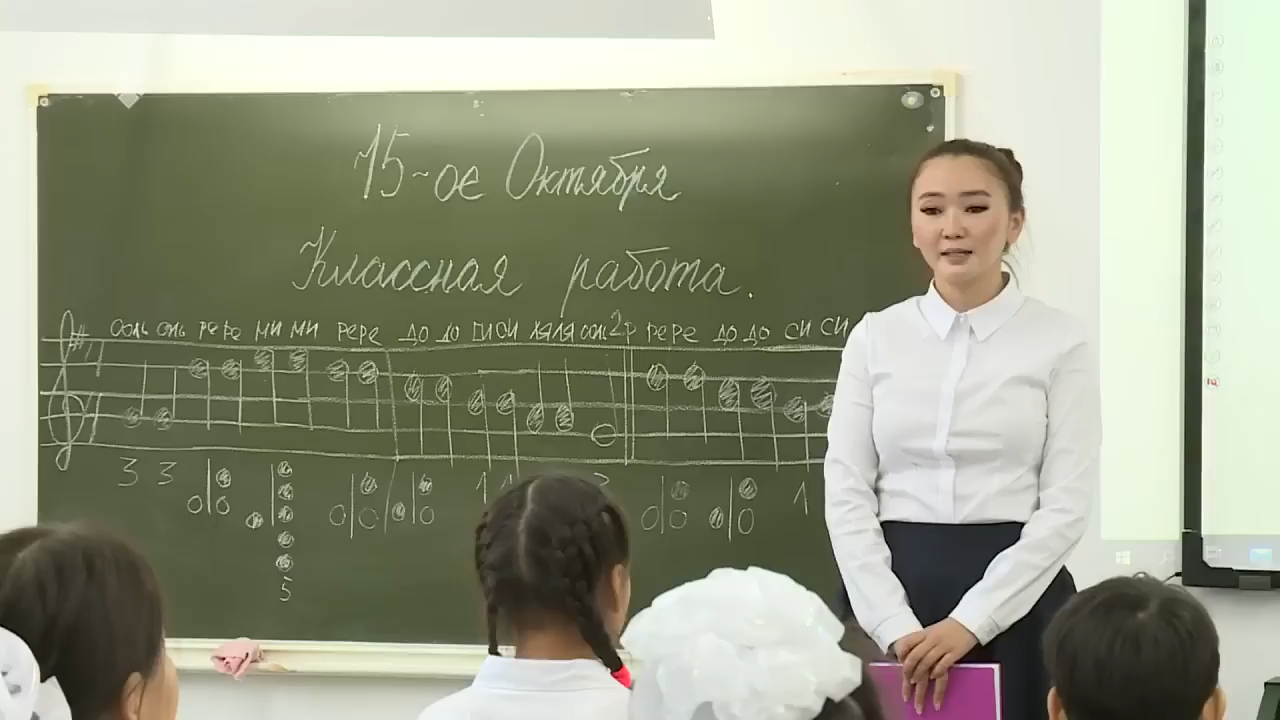 15-ое Октября
Классная работа.
соль соль ре ре ми ми ре ре до до си си ля ля соль 2р ре ре до до си си
3 3
5